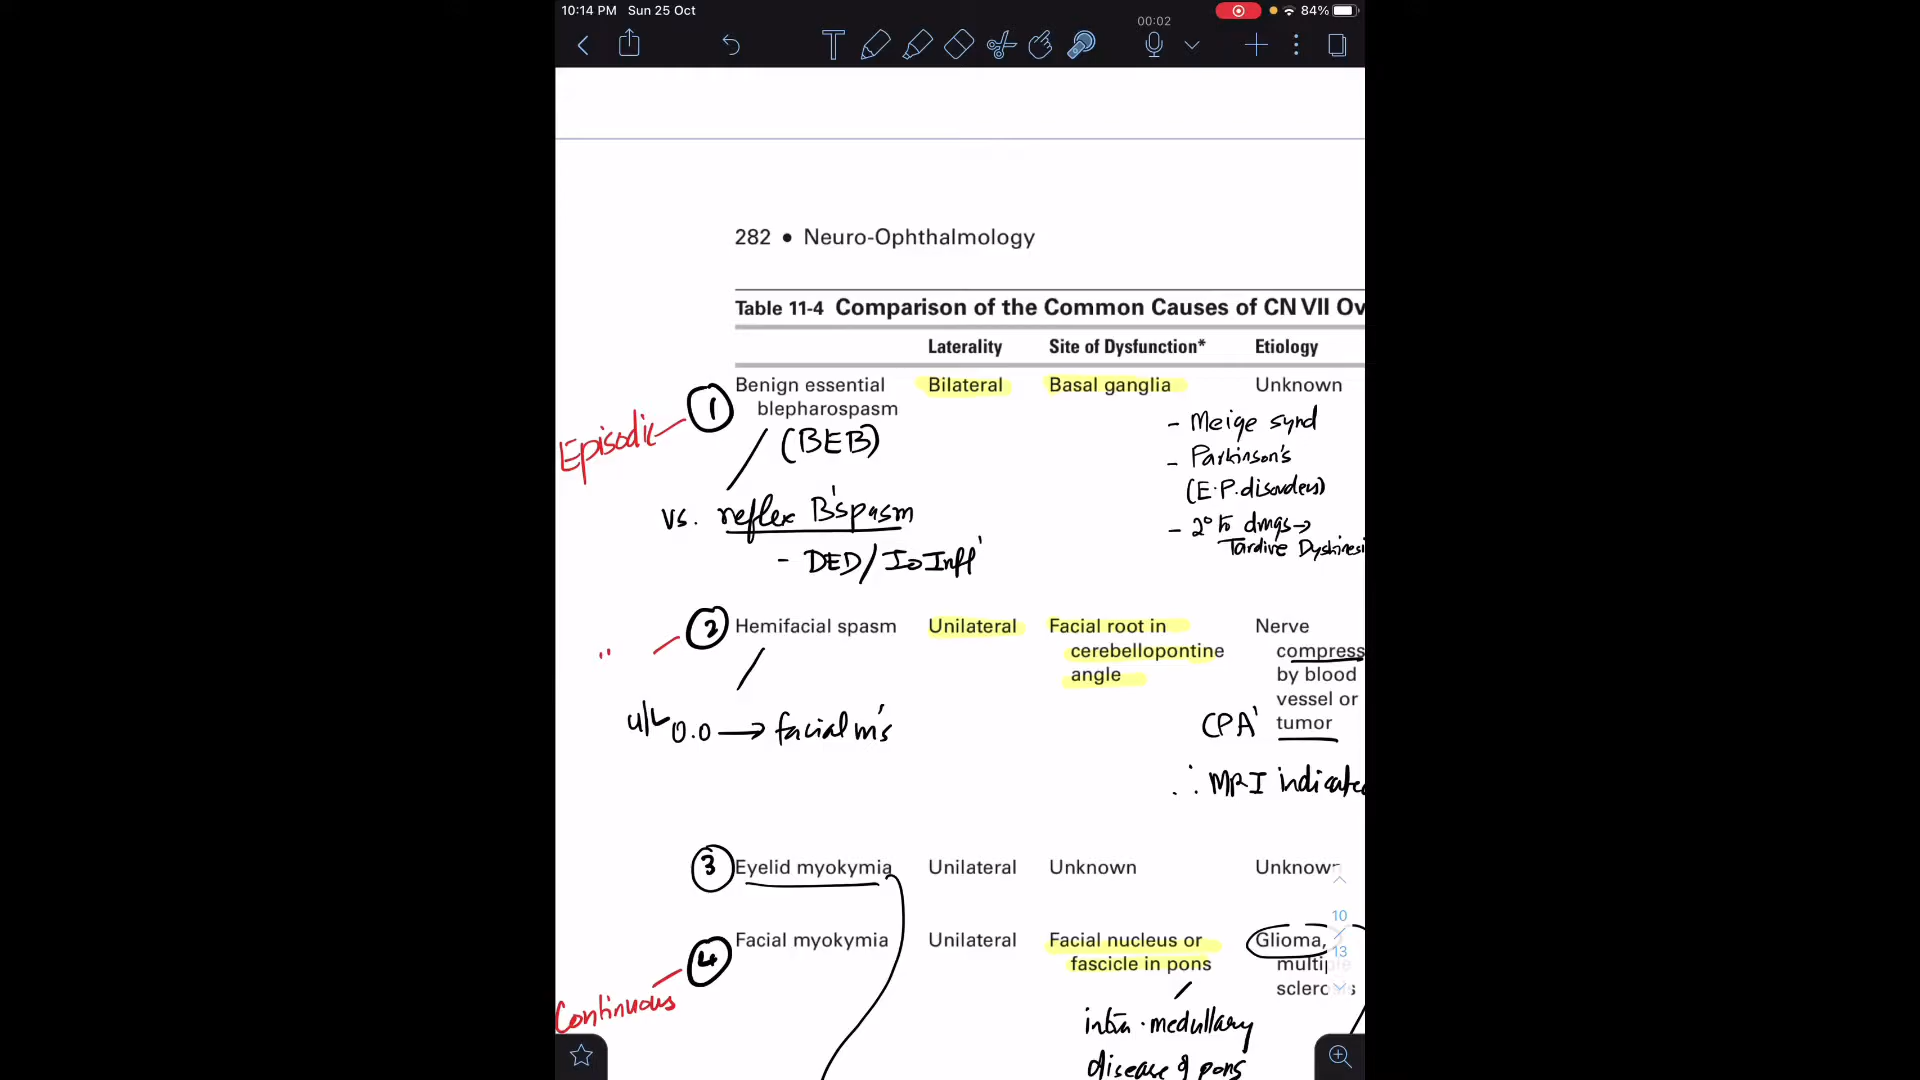 10:14 PM Sun 25 Oct
84%
00:02
282 • Neuro-Ophthalmology
Table 11-4 Comparison of the Common Causes of CN VII Ov
Laterality Site of Dysfunction* Etiology
Benign essential Bilateral Basal ganglia Unknown
blepharospasm
1
Episodic
(BEB)
- Meige synd
- Parkinson's
(E.P. disorders)
- 2° to drugs →
Tardive Dyskinesi
vs. reflex B'spasm
- DED/IO Infl'
2 Hemifacial spasm Unilateral Facial root in Nerve
cerebellopontine compress
angle by blood
vessel or
tumor
"
u/L O.O → facial m's
CPA'
∴ MRI indicate
3 Eyelid myokymia Unilateral Unknown Unknown
4 Facial myokymia Unilateral Facial nucleus or Glioma,
fascicle in pons multiple
sclerosis
10
13
Continuous
intra-medullary
disease of pons